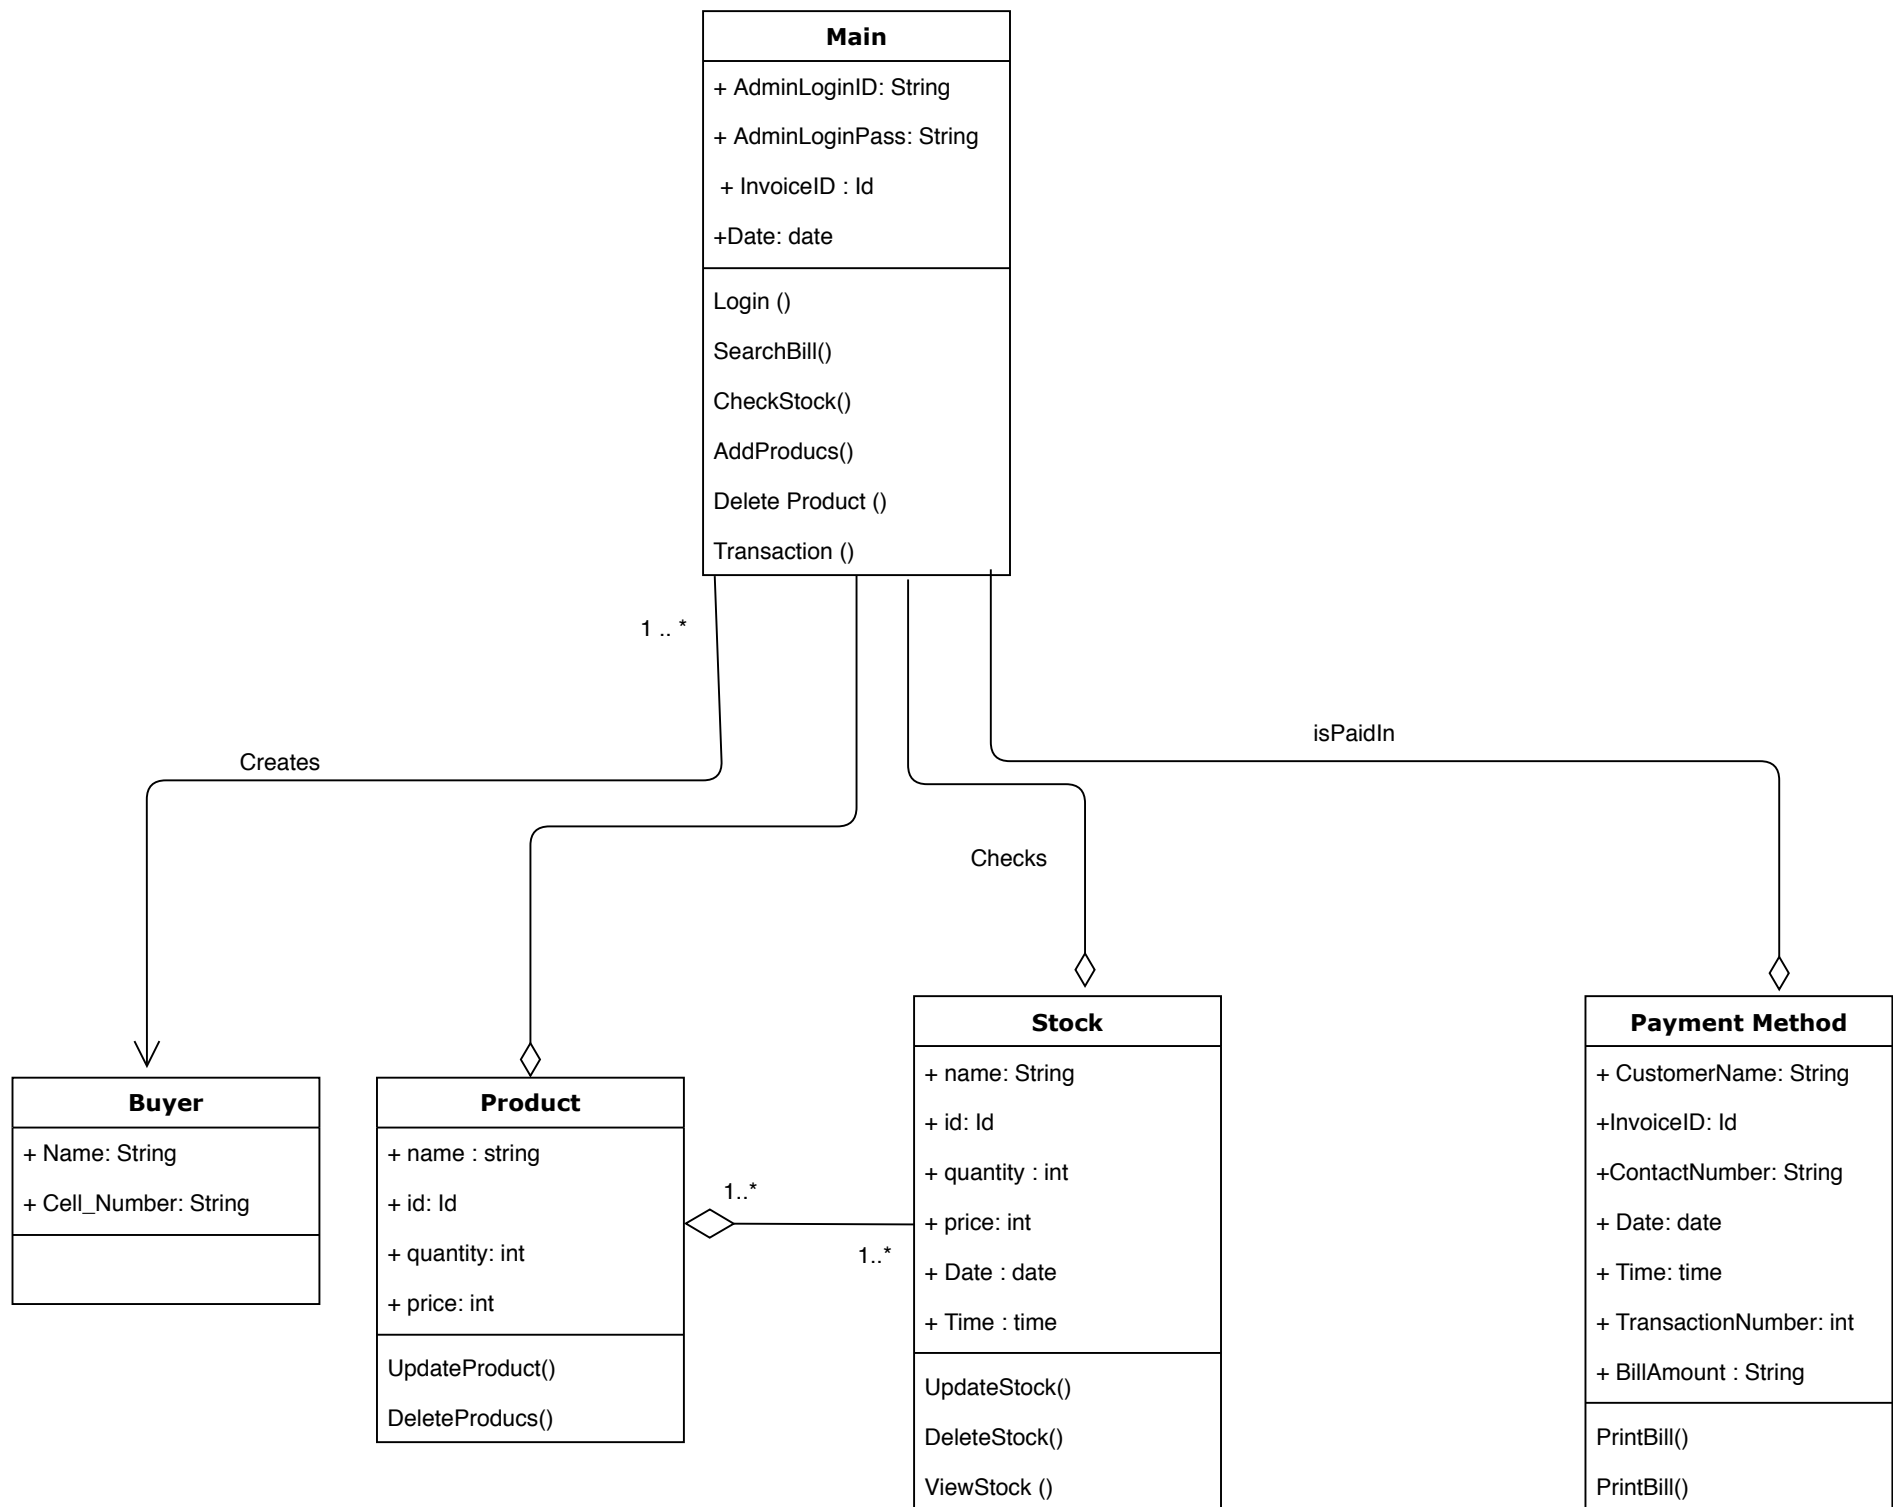 Main
+ AdminLoginID: String
+ AdminLoginPass: String
+ InvoiceID : Id
+Date: date
Login ()
SearchBill()
CheckStock()
AddProducs()
Delete Product ()
Transaction ()
1 .. *
Creates
isPaidIn
Checks
Buyer
+ Name: String
+ Cell_Number: String
Product
+ name : string
+ id: Id
+ quantity: int
+ price: int
UpdateProduct()
DeleteProducs()
1..*
1..*
Stock
+ name: String
+ id: Id
+ quantity : int
+ price: int
+ Date : date
+ Time : time
UpdateStock()
DeleteStock()
ViewStock ()
Payment Method
+ CustomerName: String
+InvoiceID: Id
+ContactNumber: String
+ Date: date
+ Time: time
+ TransactionNumber: int
+ BillAmount : String
PrintBill()
PrintBill()